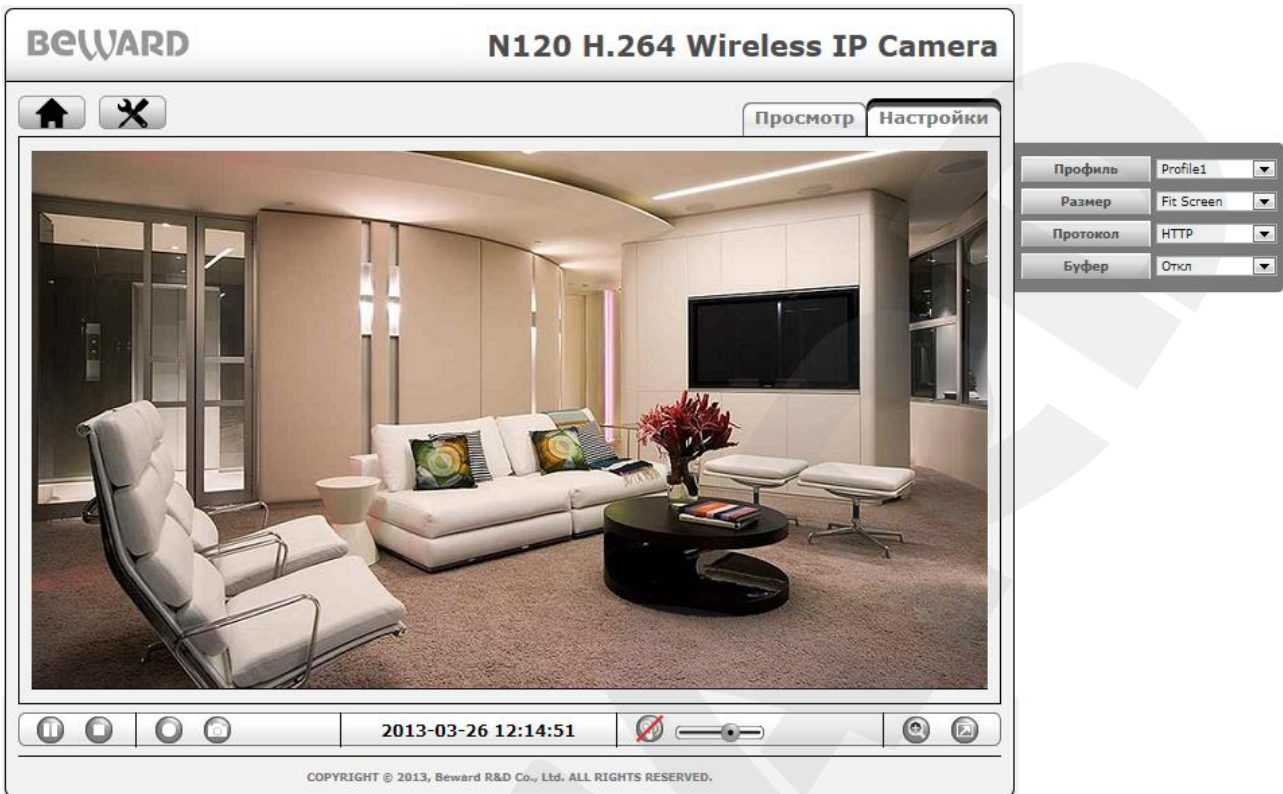 BEWARD
N120 H.264 Wireless IP Camera
Просмотр
Настройки
Профиль Profile1
Размер Fit Screen
Протокол HTTP
Буфер Откл
2013-03-26 12:14:51
COPYRIGHT © 2013, Beward R&D Co., Ltd. ALL RIGHTS RESERVED.